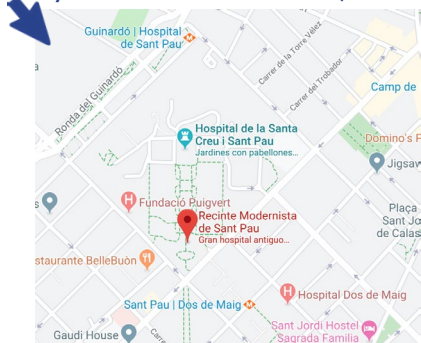 Guinardó | Hospital
de Sant Pau
Carrer de la Torre Vélez
Ronda del Guinardó
Carrer del Trobador
Camp de
Hospital de la Santa
Creu i Sant Pau
Jardines con pabellones...
Domino's P
Jigsaw
Fundació Puigvert
Recinte Modernista
de Sant Pau
Gran hospital antiguo...
Plaça
Sant Jo
de Calas
staurante BelleBuòn
Hospital Dos de Maig
Sant Pau | Dos de Maig
Sant Jordi Hostel
Sagrada Familia
Gaudi House
Carre